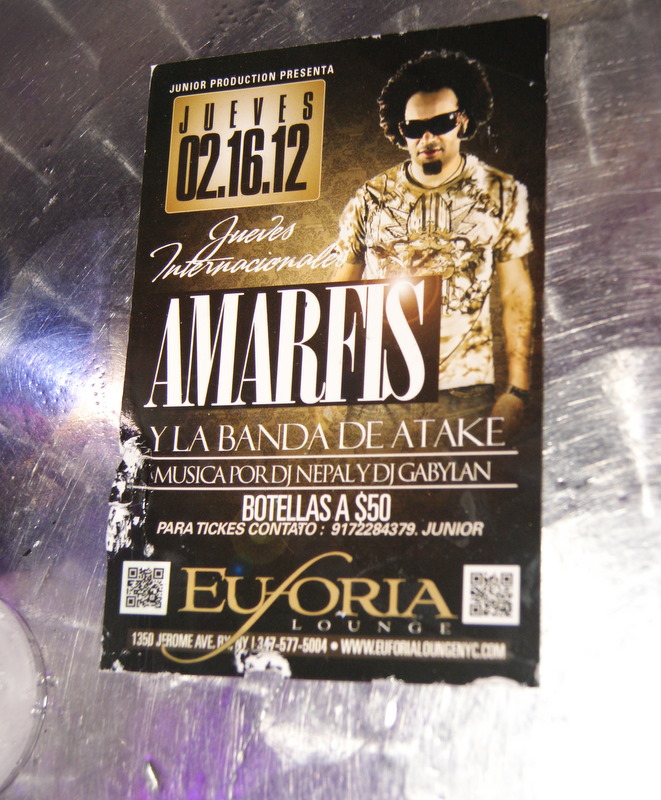 JUNIOR PRODUCTION PRESENTA
JUEVES
02.16.12
Jueves
Internacionales
AMARFIS
Y LA BANDA DE ATAKE
MUSICA POR DJ NEPAL Y DJ GABYLAN
BOTELLAS A $50
PARA TICKES CONTATO : 9172284379. JUNIOR
EUFORIA
LOUNGE
1350 JEROME AVE. BX NY | 347-577-5004 • WWW.EUFORIALOUNGENYC.COM